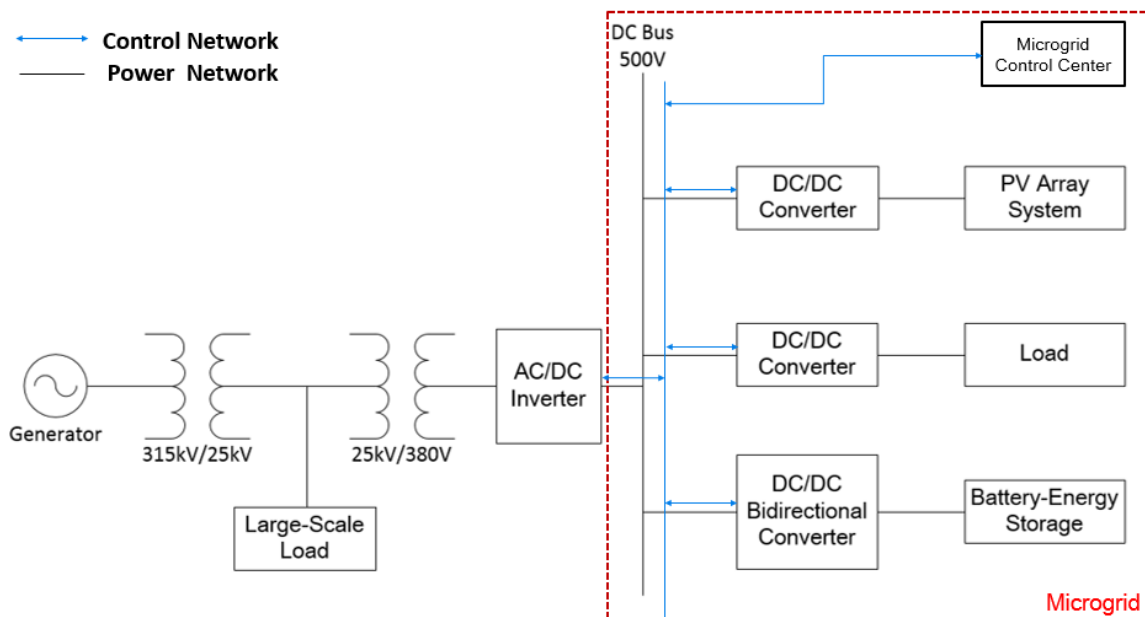 Control Network
Power Network
DC Bus
500V
Microgrid
Control Center
DC/DC
Converter
PV Array
System
DC/DC
Converter
Load
AC/DC
Inverter
Generator
315kV/25kV
25kV/380V
Large-Scale
Load
DC/DC
Bidirectional
Converter
Battery-Energy
Storage
Microgrid